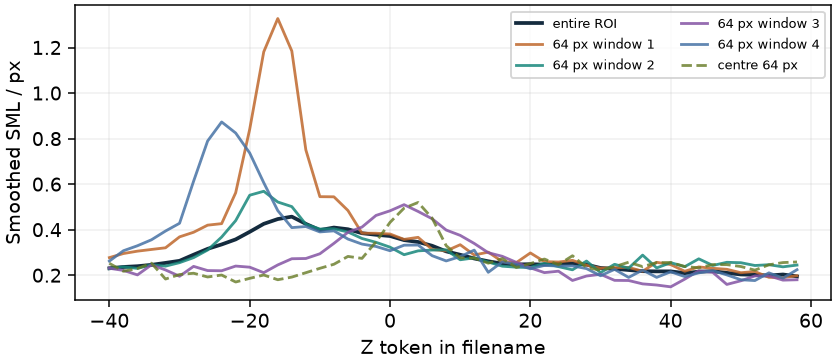 Smoothed SML / px
1.2
1.0
0.8
0.6
0.4
0.2
entire ROI
64 px window 1
64 px window 2
64 px window 3
64 px window 4
centre 64 px
−40
−20
0
20
40
60
Z token in filename